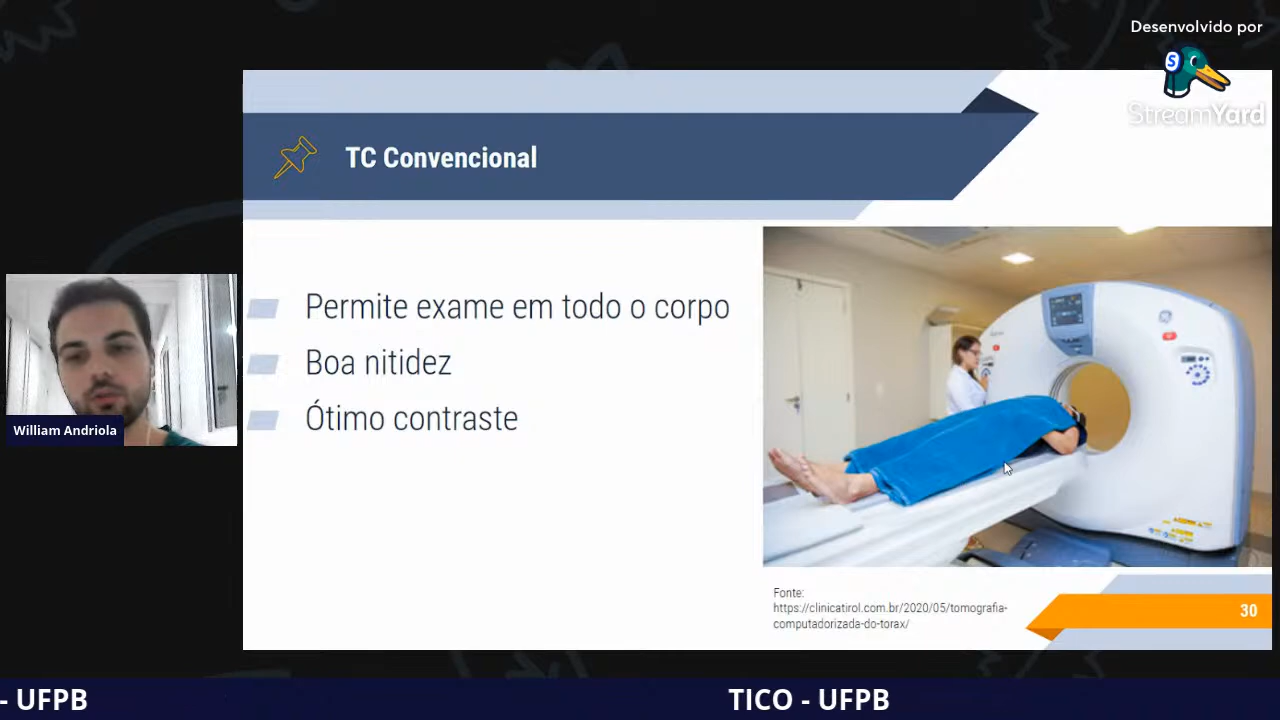 Desenvolvido por
S
StreamYard
TC Convencional
Permite exame em todo o corpo
Boa nitidez
Ótimo contraste
William Andriola
Fonte:
https://clinicatirol.com.br/2020/05/tomografia-
computadorizada-do-torax/
30
- UFPB
TICO - UFPB